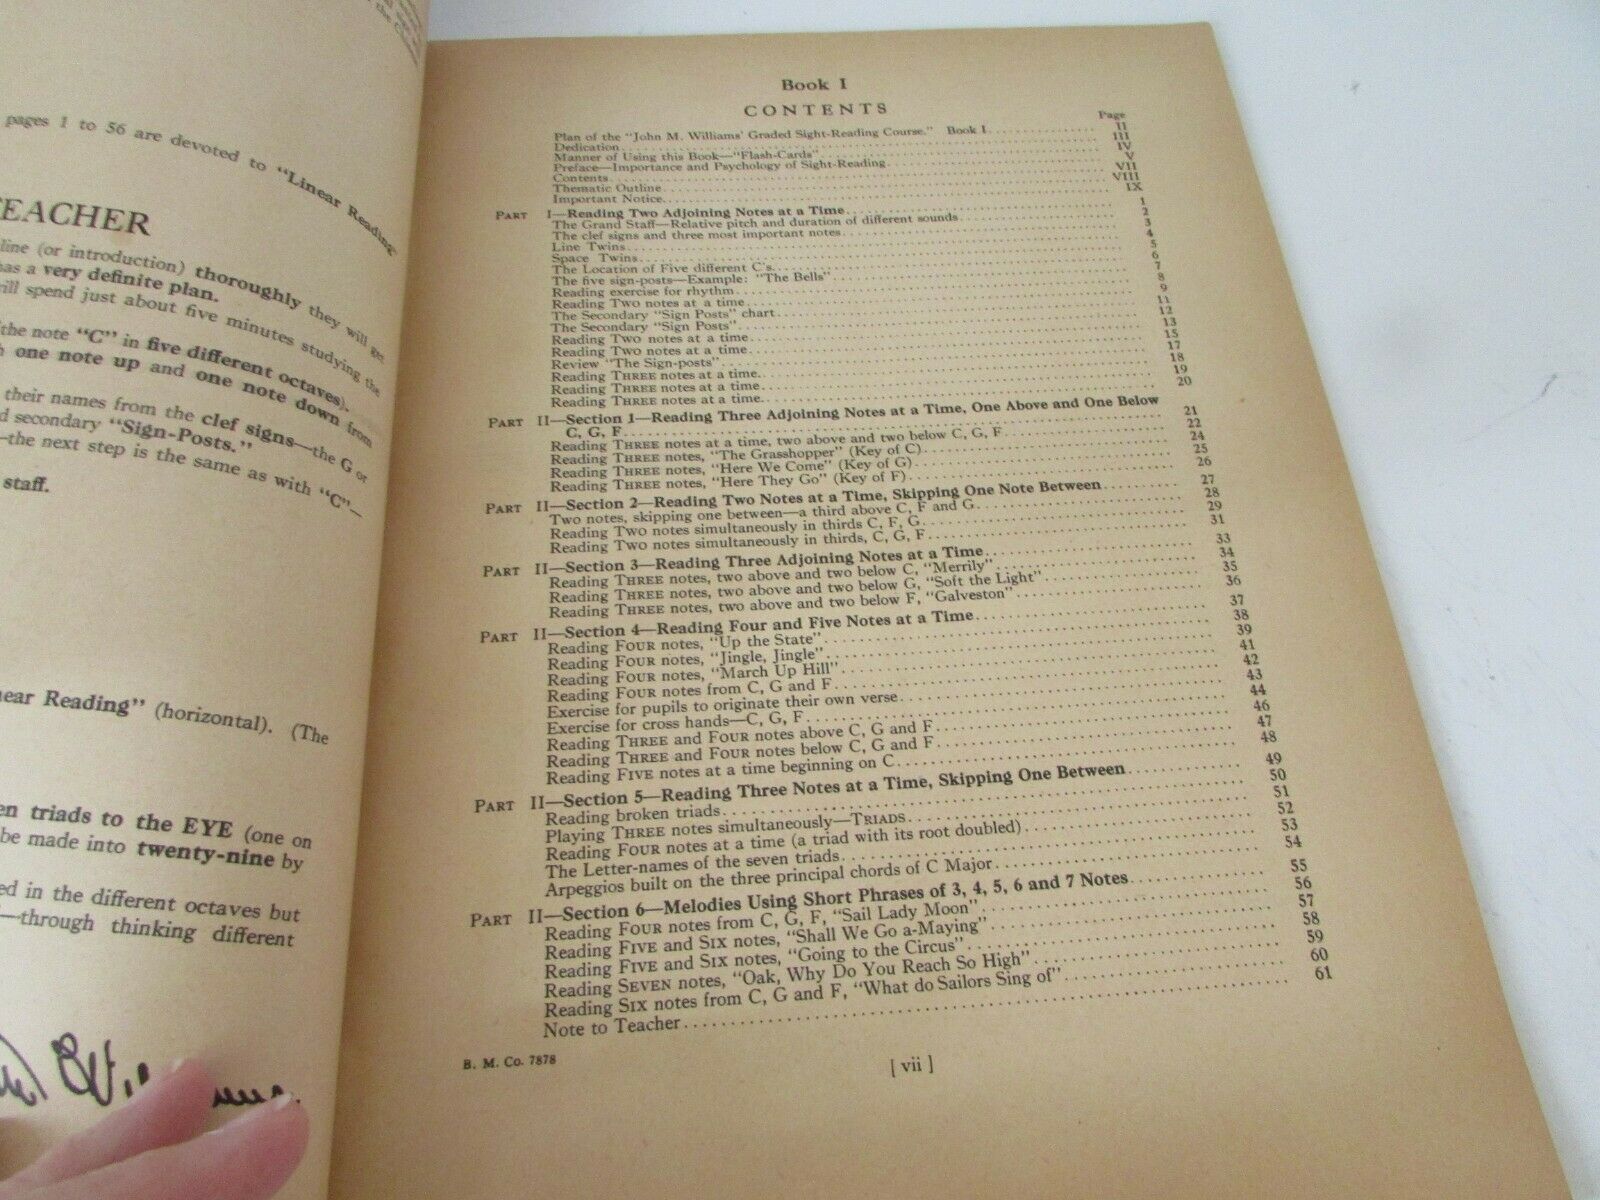 pages 1 to 56 are devoted to "Linear Reading"
TEACHER
line (or introduction) thoroughly they will get
has a very definite plan.
will spend just about five minutes studying the
the note "C" in five different octaves).
one note up and one note down from
their names from the clef signs—the G or
secondary "Sign-Posts."
—the next step is the same as with "C"—
staff.
Reading" (horizontal). (The
triads to the EYE (one on
be made into twenty-nine by
in the different octaves but
—through thinking different
Book I
CONTENTS
Page
Plan of the "John M. Williams' Graded Sight-Reading Course." Book I. II
Dedication III
Manner of Using this Book—"Flash-Cards" IV
Preface—Importance and Psychology of Sight-Reading V
Contents VII
Thematic Outline VIII
Important Notice IX
PART I—Reading Two Adjoining Notes at a Time 1
The Grand Staff—Relative pitch and duration of different sounds 2
The clef signs and three most important notes 3
Line Twins 4
Space Twins 5
The Location of Five different C's 6
The five sign-posts—Example: "The Bells" 7
Reading exercise for rhythm 8
Reading Two notes at a time 9
The Secondary "Sign Posts" chart 11
The Secondary "Sign Posts" 12
Reading Two notes at a time 13
Reading Two notes at a time 15
Review "The Sign-posts" 17
Reading THREE notes at a time 18
Reading THREE notes at a time 19
Reading THREE notes at a time 20
PART II—Section 1—Reading Three Adjoining Notes at a Time, One Above and One Below
C, G, F 21
Reading THREE notes at a time, two above and two below C, G, F 22
Reading THREE notes, "The Grasshopper" (Key of C) 24
Reading THREE notes, "Here We Come" (Key of G) 25
Reading THREE notes, "Here They Go" (Key of F) 26
PART II—Section 2—Reading Two Notes at a Time, Skipping One Note Between 27
Two notes, skipping one between—a third above C, F and G 28
Reading Two notes simultaneously in thirds C, F, G 29
Reading Two notes simultaneously in thirds, C, G, F 31
PART II—Section 3—Reading Three Adjoining Notes at a Time 33
Reading THREE notes, two above and two below C, "Merrily" 34
Reading THREE notes, two above and two below G, "Soft the Light" 35
Reading THREE notes, two above and two below F, "Galveston" 36
PART II—Section 4—Reading Four and Five Notes at a Time 37
Reading FOUR notes, "Up the State" 38
Reading FOUR notes, "Jingle, Jingle" 39
Reading FOUR notes, "March Up Hill" 41
Reading FOUR notes from C, G and F 42
Exercise for pupils to originate their own verse 43
Exercise for cross hands—C, G, F 44
Reading THREE and FOUR notes above C, G and F 46
Reading THREE and FOUR notes below C, G and F 47
Reading FIVE notes at a time beginning on C 48
PART II—Section 5—Reading Three Notes at a Time, Skipping One Between 49
Reading broken triads 50
Playing THREE notes simultaneously—TRIADS 51
Reading FOUR notes at a time (a triad with its root doubled) 52
The Letter-names of the seven triads 53
Arpeggios built on the three principal chords of C Major 54
PART II—Section 6—Melodies Using Short Phrases of 3, 4, 5, 6 and 7 Notes 55
Reading FOUR notes from C, G, F, "Sail Lady Moon" 56
Reading FIVE and SIX notes, "Shall We Go a-Maying" 57
Reading FIVE and SIX notes, "Going to the Circus" 58
Reading SEVEN notes, "Oak, Why Do You Reach So High" 59
Reading SIX notes from C, G and F, "What do Sailors Sing of" 60
Note to Teacher 61
B. M. Co. 7878
[ vii ]